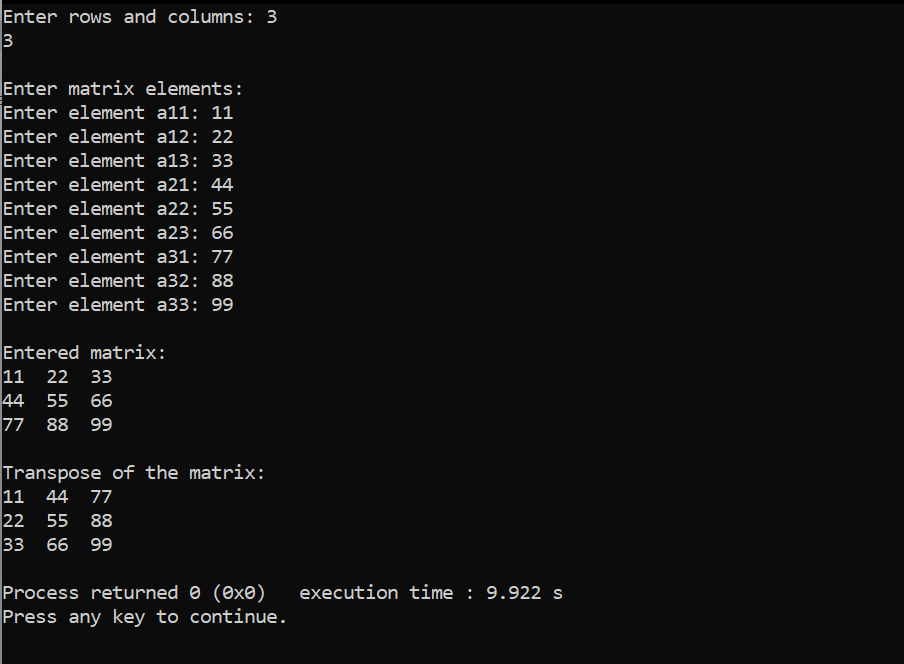 Enter rows and columns: 3
3
Enter matrix elements:
Enter element a11: 11
Enter element a12: 22
Enter element a13: 33
Enter element a21: 44
Enter element a22: 55
Enter element a23: 66
Enter element a31: 77
Enter element a32: 88
Enter element a33: 99
Entered matrix:
11  22  33
44  55  66
77  88  99
Transpose of the matrix:
11  44  77
22  55  88
33  66  99
Process returned 0 (0x0)   execution time : 9.922 s
Press any key to continue.